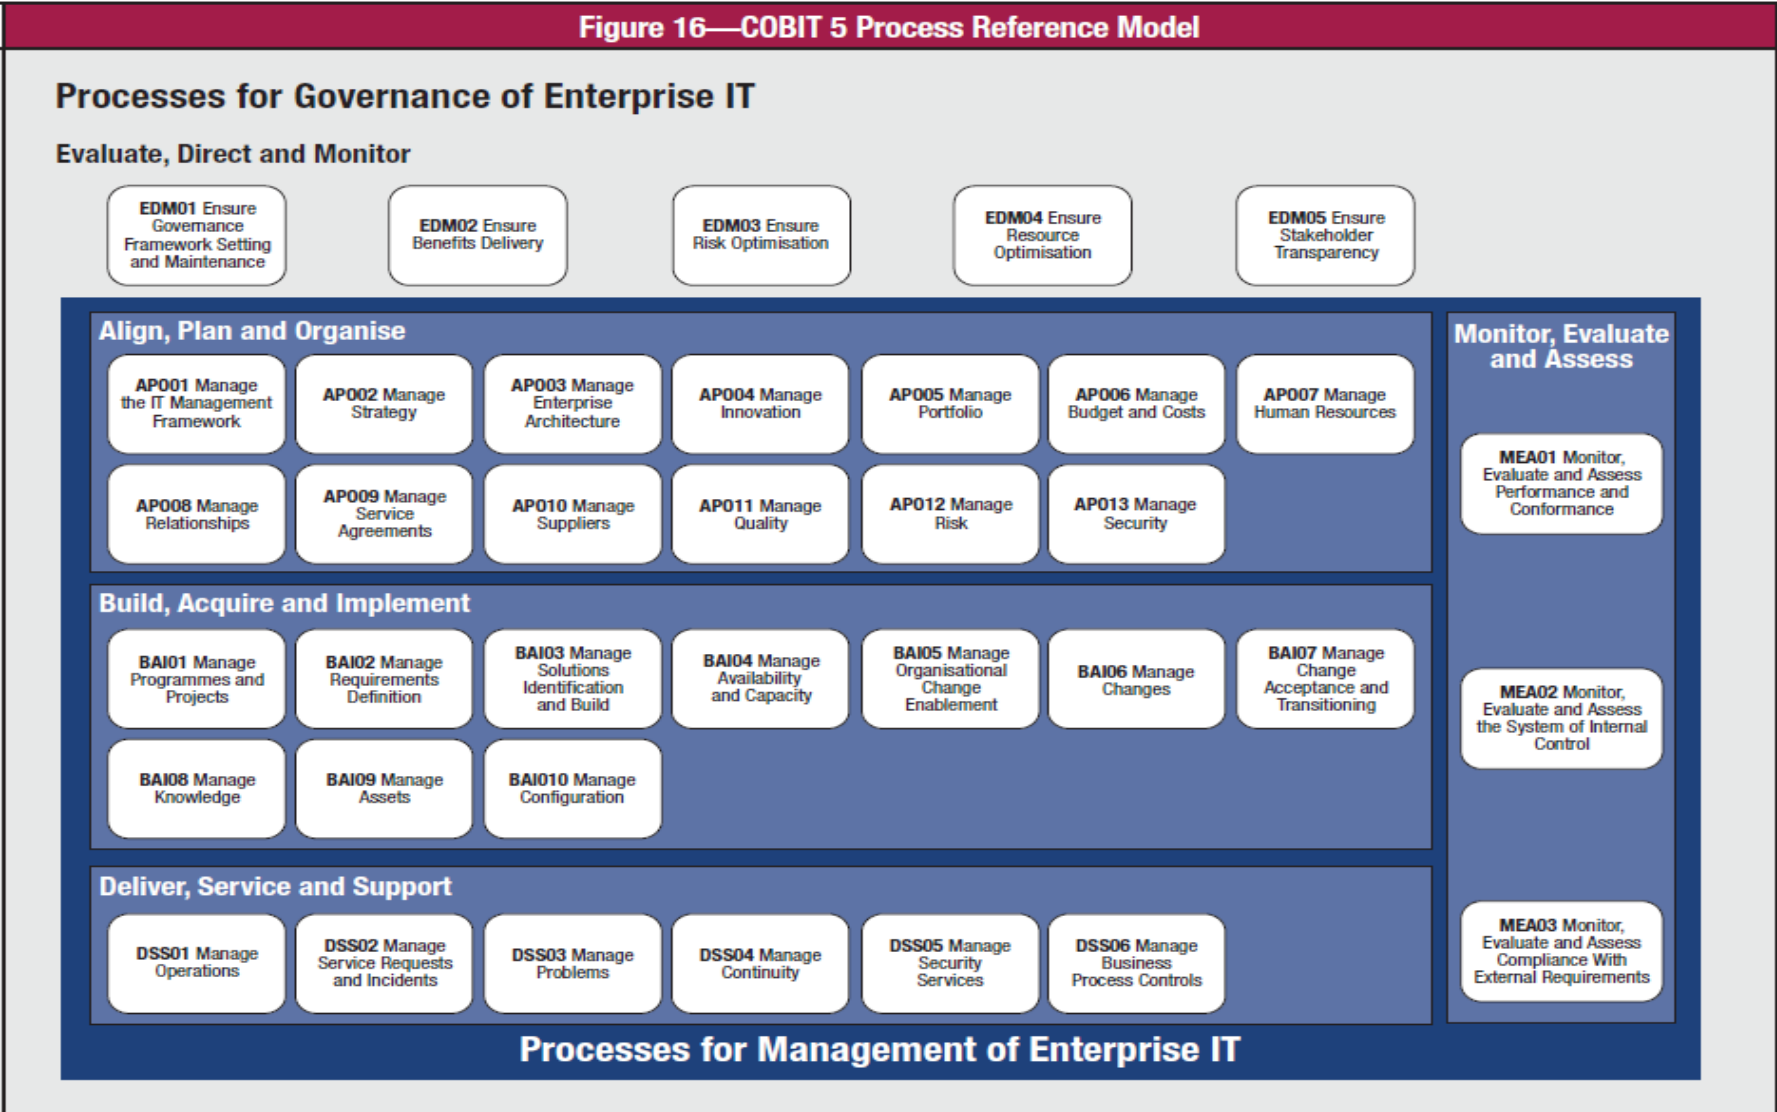 Figure 16—COBIT 5 Process Reference Model
Processes for Governance of Enterprise IT
Evaluate, Direct and Monitor
EDM01 Ensure
Governance
Framework Setting
and Maintenance
EDM02 Ensure
Benefits Delivery
EDM03 Ensure
Risk Optimisation
EDM04 Ensure
Resource
Optimisation
EDM05 Ensure
Stakeholder
Transparency
Align, Plan and Organise
AP001 Manage
the IT Management
Framework
AP002 Manage
Strategy
AP003 Manage
Enterprise
Architecture
AP004 Manage
Innovation
AP005 Manage
Portfolio
AP006 Manage
Budget and Costs
AP007 Manage
Human Resources
AP008 Manage
Relationships
AP009 Manage
Service
Agreements
AP010 Manage
Suppliers
AP011 Manage
Quality
AP012 Manage
Risk
AP013 Manage
Security
Build, Acquire and Implement
BAI01 Manage
Programmes and
Projects
BAI02 Manage
Requirements
Definition
BAI03 Manage
Solutions
Identification
and Build
BAI04 Manage
Availability
and Capacity
BAI05 Manage
Organisational
Change
Enablement
BAI06 Manage
Changes
BAI07 Manage
Change
Acceptance and
Transitioning
BAI08 Manage
Knowledge
BAI09 Manage
Assets
BAI010 Manage
Configuration
Deliver, Service and Support
DSS01 Manage
Operations
DSS02 Manage
Service Requests
and Incidents
DSS03 Manage
Problems
DSS04 Manage
Continuity
DSS05 Manage
Security
Services
DSS06 Manage
Business
Process Controls
Monitor, Evaluate
and Assess
MEA01 Monitor,
Evaluate and Assess
Performance and
Conformance
MEA02 Monitor,
Evaluate and Assess
the System of Internal
Control
MEA03 Monitor,
Evaluate and Assess
Compliance With
External Requirements
Processes for Management of Enterprise IT